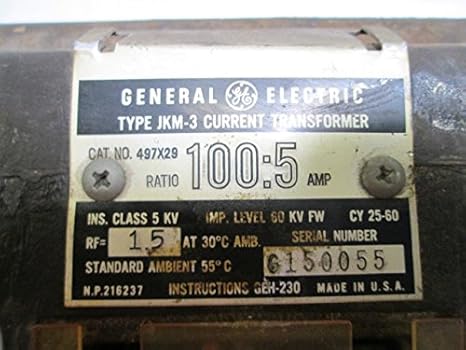 GENERAL GE ELECTRIC
TYPE JKM-3 CURRENT TRANSFORMER
CAT. NO. 497X29
RATIO 100:5 AMP
INS. CLASS 5 KV IMP. LEVEL 60 KV FW CY 25-60
RF= 1.5 AT 30°C AMB. SERIAL NUMBER
STANDARD AMBIENT 55°C G150055
N.P.216237 INSTRUCTIONS GEH-230 MADE IN U.S.A.